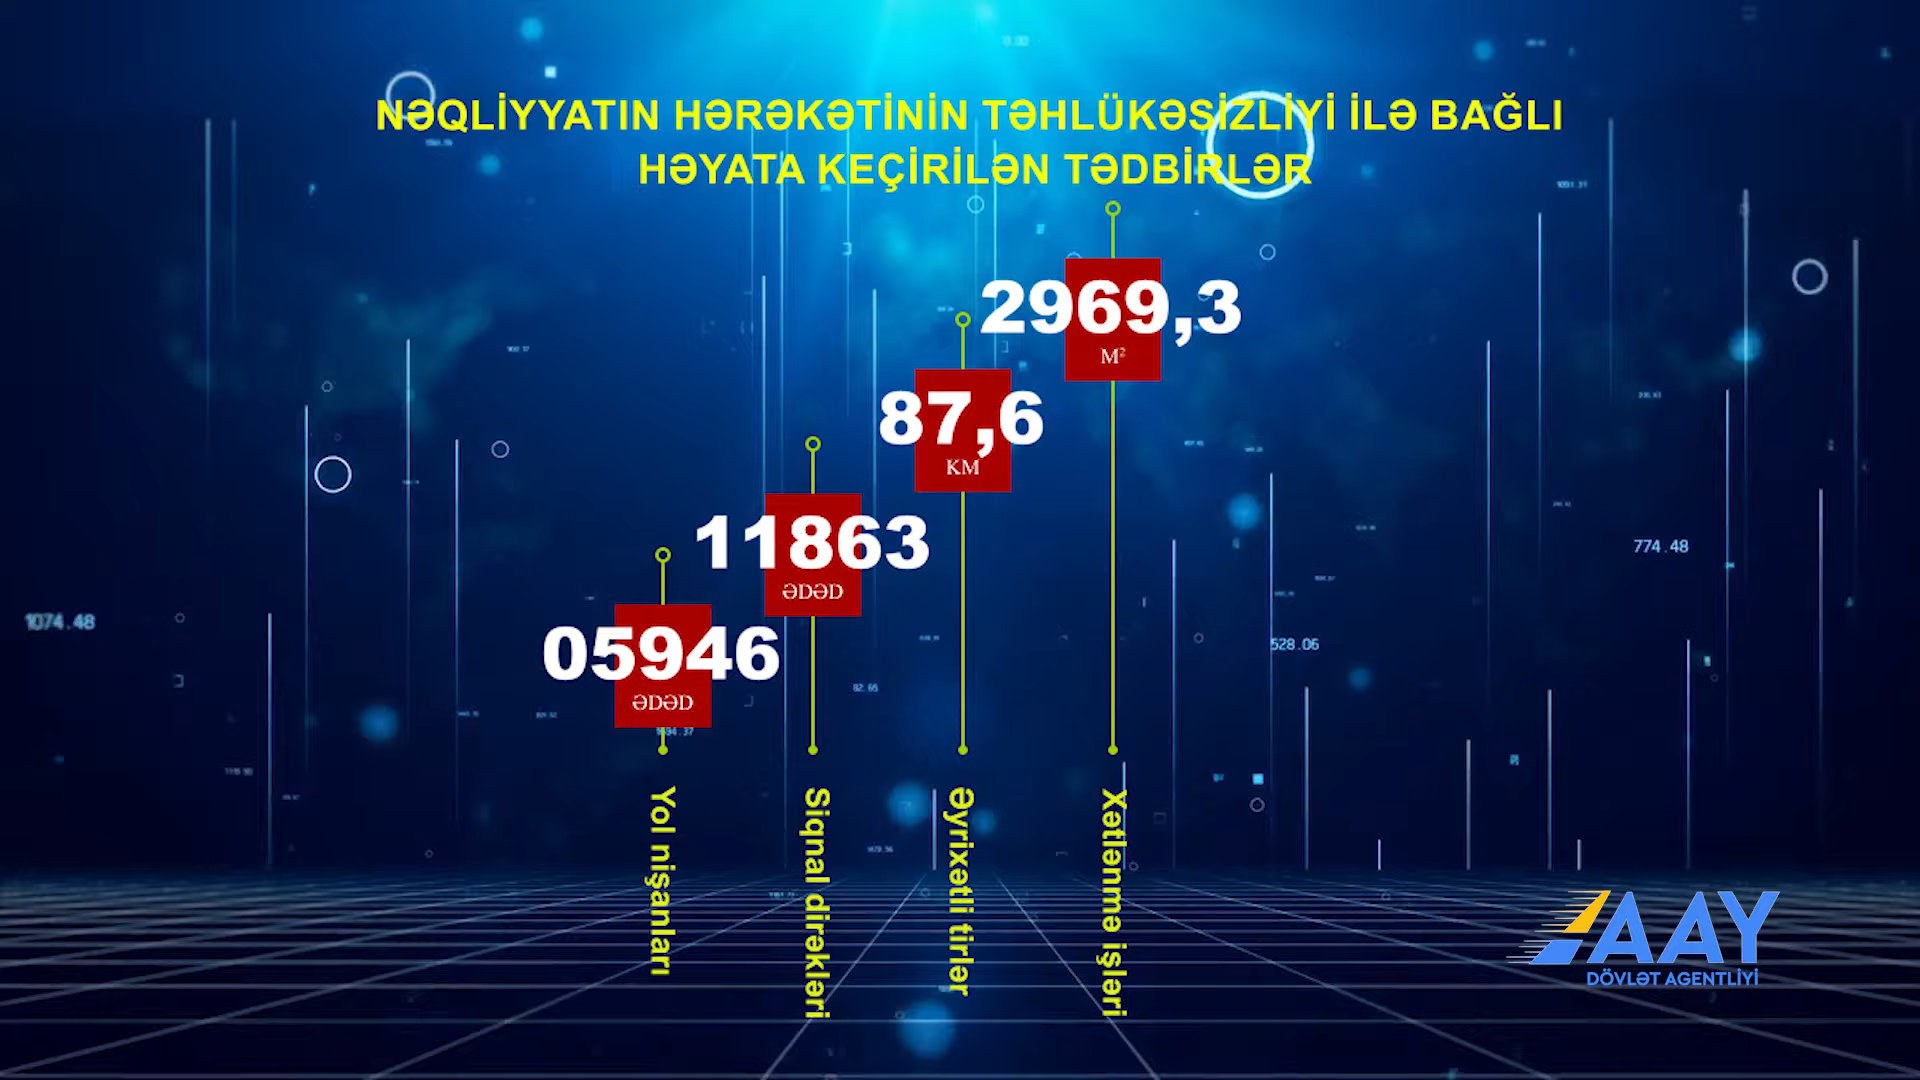 NƏQLİYYATIN HƏRƏKƏTİNİN TƏHLÜKƏSİZLİYİ İLƏ BAĞLI
HƏYATA KEÇİRİLƏN TƏDBİRLƏR
2969,3
M²
87,6
KM
11863
ƏDƏD
05946
ƏDƏD
774.48
1074.48
528.06
82.65
Yol nişanları
Siqnal dirəkləri
Əyrixətli tirlər
Xətlənmə işləri
AAY
DÖVLƏT AGENTLİYİ